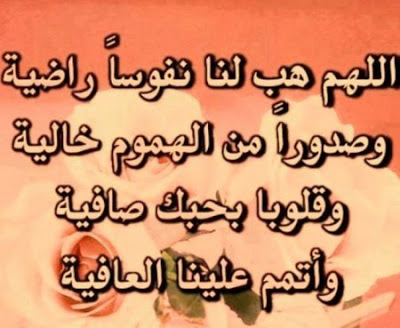 اللهم هب لنا نفوساً راضية
وصدوراً من الهموم خالية
وقلوبا بحبك صافية
وأتمم علينا العافية